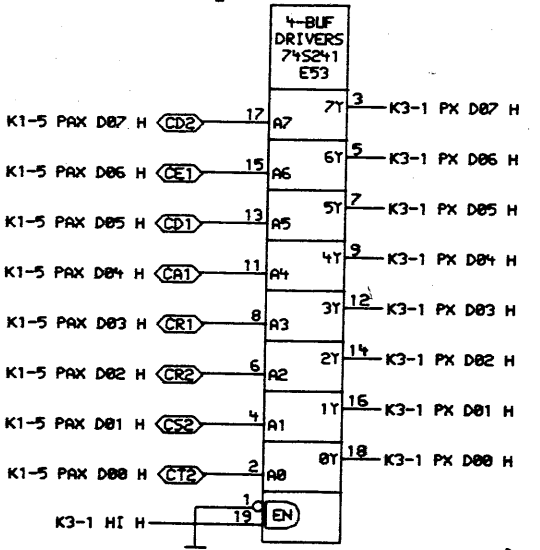 4-BUF
DRIVERS
74S241
E53
K1-5 PAX D07 H CD2 17 A7 7Y 3 K3-1 PX D07 H
K1-5 PAX D06 H CE1 15 A6 6Y 5 K3-1 PX D06 H
K1-5 PAX D05 H CD1 13 A5 5Y 7 K3-1 PX D05 H
K1-5 PAX D04 H CA1 11 A4 4Y 9 K3-1 PX D04 H
K1-5 PAX D03 H CR1 8 A3 3Y 12 K3-1 PX D03 H
K1-5 PAX D02 H CR2 6 A2 2Y 14 K3-1 PX D02 H
K1-5 PAX D01 H CS2 4 A1 1Y 16 K3-1 PX D01 H
K1-5 PAX D00 H CT2 2 A0 0Y 18 K3-1 PX D00 H
1
K3-1 HI H 19 EN